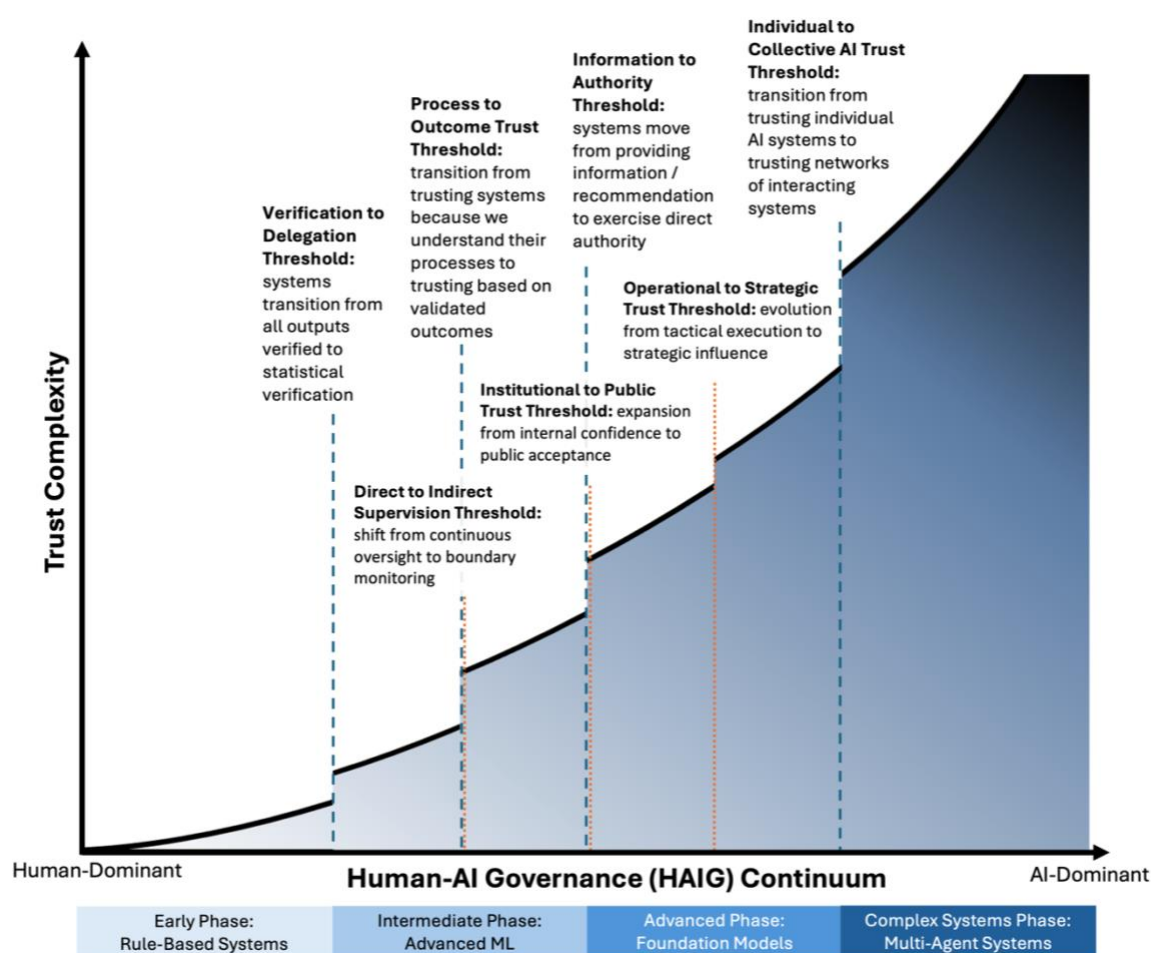 Individual to
Collective AI Trust
Threshold:
transition from
trusting individual
AI systems to
trusting networks
of interacting
systems
Information to
Authority
Threshold:
systems move
from providing
information /
recommendation
to exercise direct
authority
Process to
Outcome Trust
Threshold:
transition from
trusting systems
because we
understand their
processes to
trusting based on
validated
outcomes
Verification to
Delegation
Threshold:
systems
transition from
all outputs
verified to
statistical
verification
Operational to Strategic
Trust Threshold: evolution
from tactical execution to
strategic influence
Institutional to Public
Trust Threshold: expansion
from internal confidence to
public acceptance
Direct to Indirect
Supervision Threshold:
shift from continuous
oversight to boundary
monitoring
Trust Complexity
Human-Dominant
Human-AI Governance (HAIG) Continuum
AI-Dominant
Early Phase:
Rule-Based Systems
Intermediate Phase:
Advanced ML
Advanced Phase:
Foundation Models
Complex Systems Phase:
Multi-Agent Systems